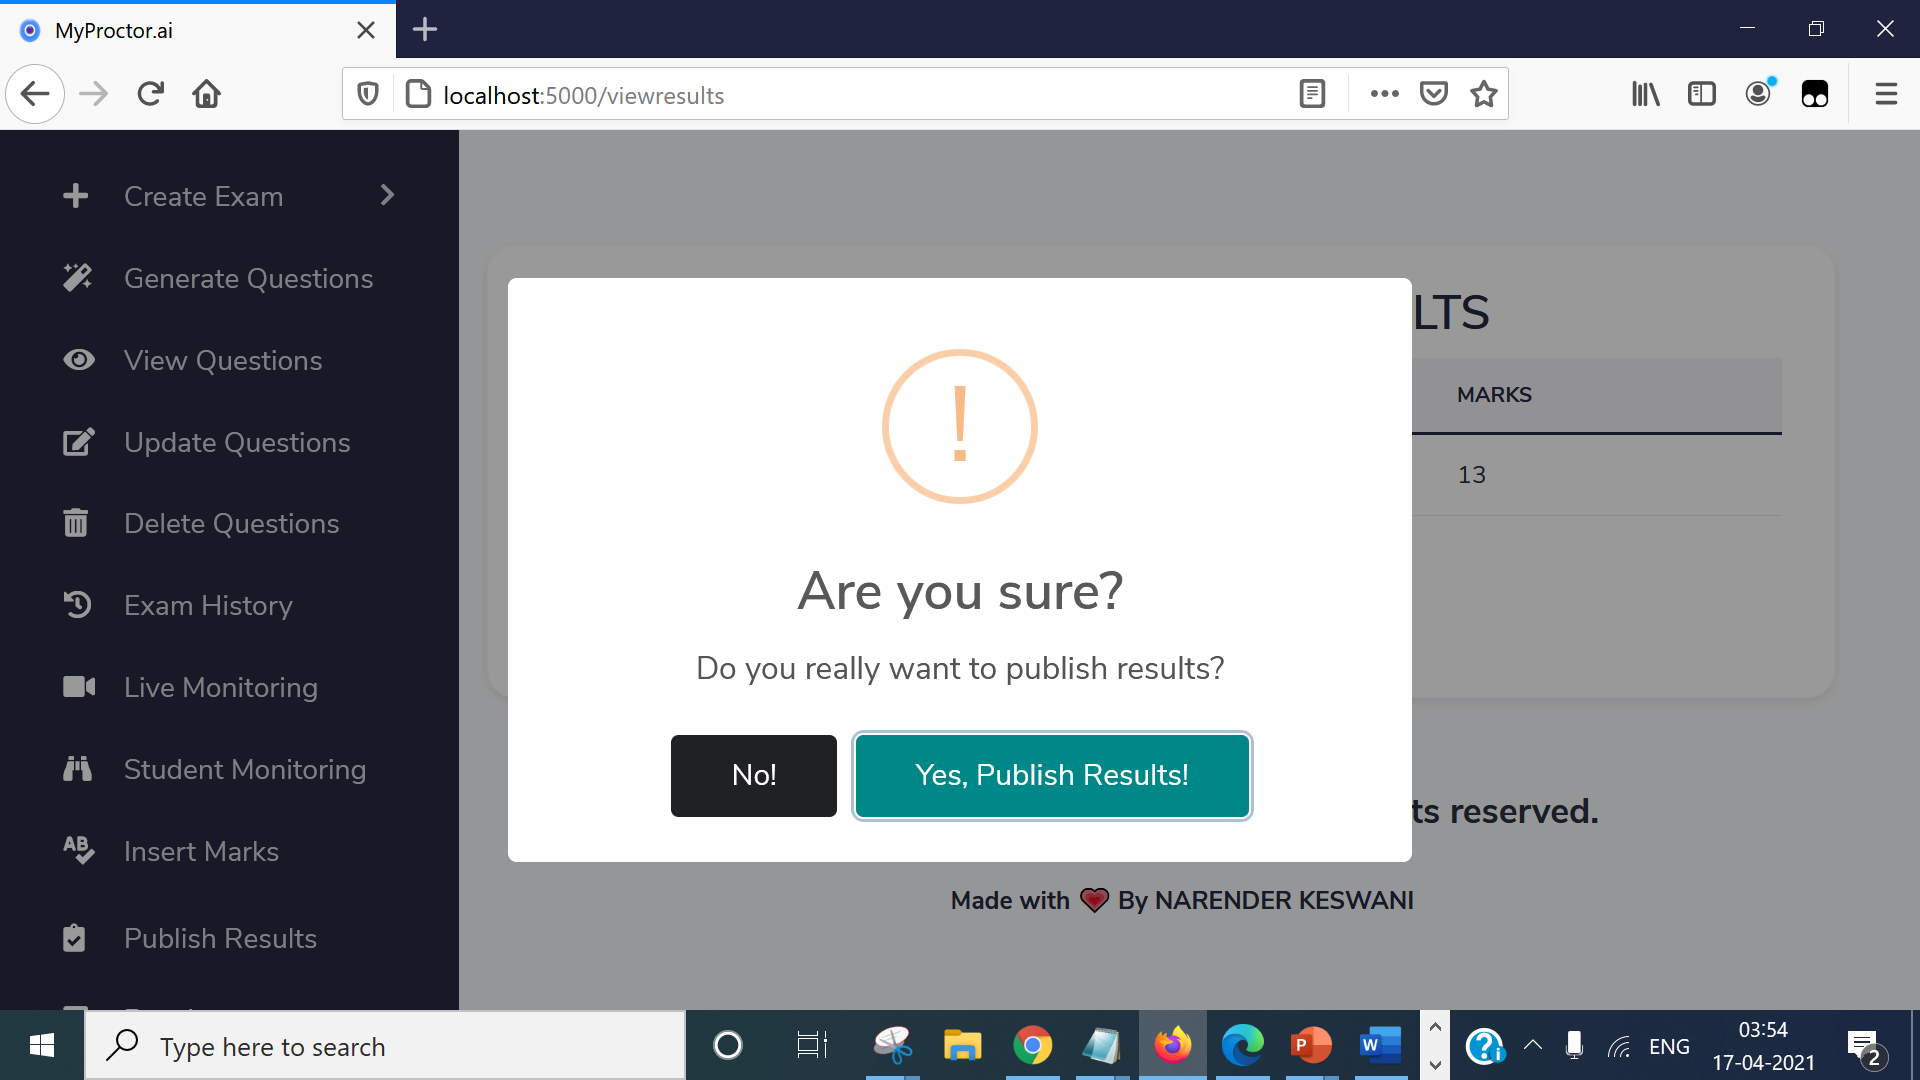 MyProctor.ai
localhost:5000/viewresults
Create Exam
Generate Questions
View Questions
Update Questions
Delete Questions
Exam History
Live Monitoring
Student Monitoring
AB Insert Marks
Publish Results
LTS
MARKS
13
!
Are you sure?
Do you really want to publish results?
No!
Yes, Publish Results!
ts reserved.
Made with ❤ By NARENDER KESWANI
Type here to search
P
W
ENG
03:54
17-04-2021
2